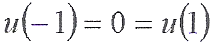 u(-1) = 0 = u(1)